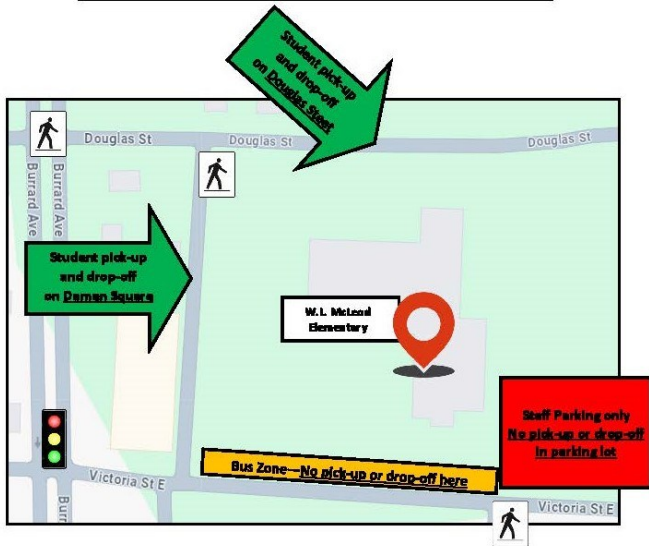 Student pick-up
and drop-off
on Douglas Steet
Douglas St
Douglas St
Douglas St
Burrard Ave
Burrard Ave
Student pick-up
and drop-off
on Daman Square
W.L. McLeod
Elementary
Staff Parking only
No pick-up or drop-off
in parking lot
Bus Zone—No pick-up or drop-off here
Victoria St E
Victoria St E